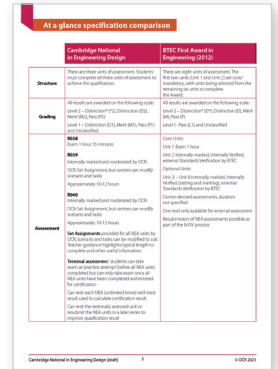 At a glance specification comparison
Cambridge National
in Engineering Design
BTEC First Award in
Engineering (2012)
Structure
There are three units of assessment. Students
must complete all three units of assessment to
achieve the qualification.
There are eight units of assessment. The
first two units (Unit 1 and Unit 2) are core/
mandatory, with units being selected from the
remaining six units to complete
the Award.
Grading
All results are awarded on the following scale:
Level 2 – Distinction* (*2), Distinction (D2),
Merit (M2), Pass (P2)
Level 1 – Distinction (D1), Merit (M1), Pass (P1)
and Unclassified.
All results are awarded on the following scale:
Level 2 – Distinction* (D*), Distinction (D), Merit
(M), Pass (P)
Level 1– Pass (L1) and Unclassified
Assessment
R038
Exam 1 hour 15 minutes
R039
Internally marked and moderated by OCR
OCR Set Assignment, but centres can modify
scenario and tasks
Approximately 10-12 hours
R040
Internally marked and moderated by OCR.
OCR Set Assignment, but centres can modify
scenario and tasks
Approximately 10-12 hours
Set Assignments provided for all NEA units by
OCR, scenario and tasks can be modified to suit.
Teacher guidance highlights typical length to
complete and other useful information
Terminal assessment: students can take
exam as 'practice attempt' before all NEA units
completed but can only take exam once all
NEA units have been completed and entered
for certification
Can resit each NEA (unlimited times) with best
result used to calculate certification result
Can resit the externally assessed unit or
resubmit the NEA units in a later series to
improve qualification result
Core Units:
Unit 1 Exam 1 hour
Unit 2 Internally marked, Internally Verified,
external Standards Verification by BTEC
Optional Units:
Unit 3 – Unit 8 Internally marked, Internally
Verified (setting and marking), external
Standards Verification by BTEC
Centre-devised assessments, duration
not specified
One resit only available for external assessment
Resubmission of NEA assessments possible as
part of the IV/SV process
Cambridge National in Engineering Design (draft)
3
© OCR 2021